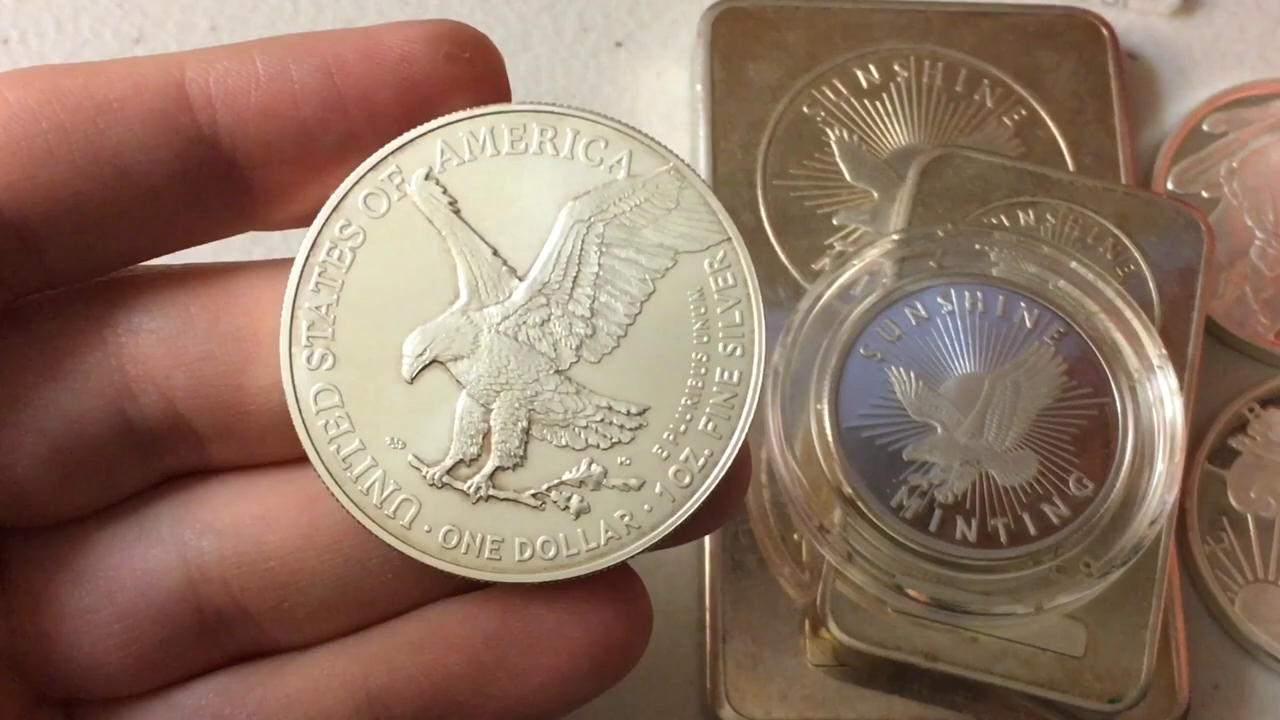 UNITED STATES OF AMERICA
E PLURIBUS UNUM
· ONE DOLLAR · 1 OZ. FINE SILVER
SUNSHINE
SUNSHINE
SUNSHINE
MINTING